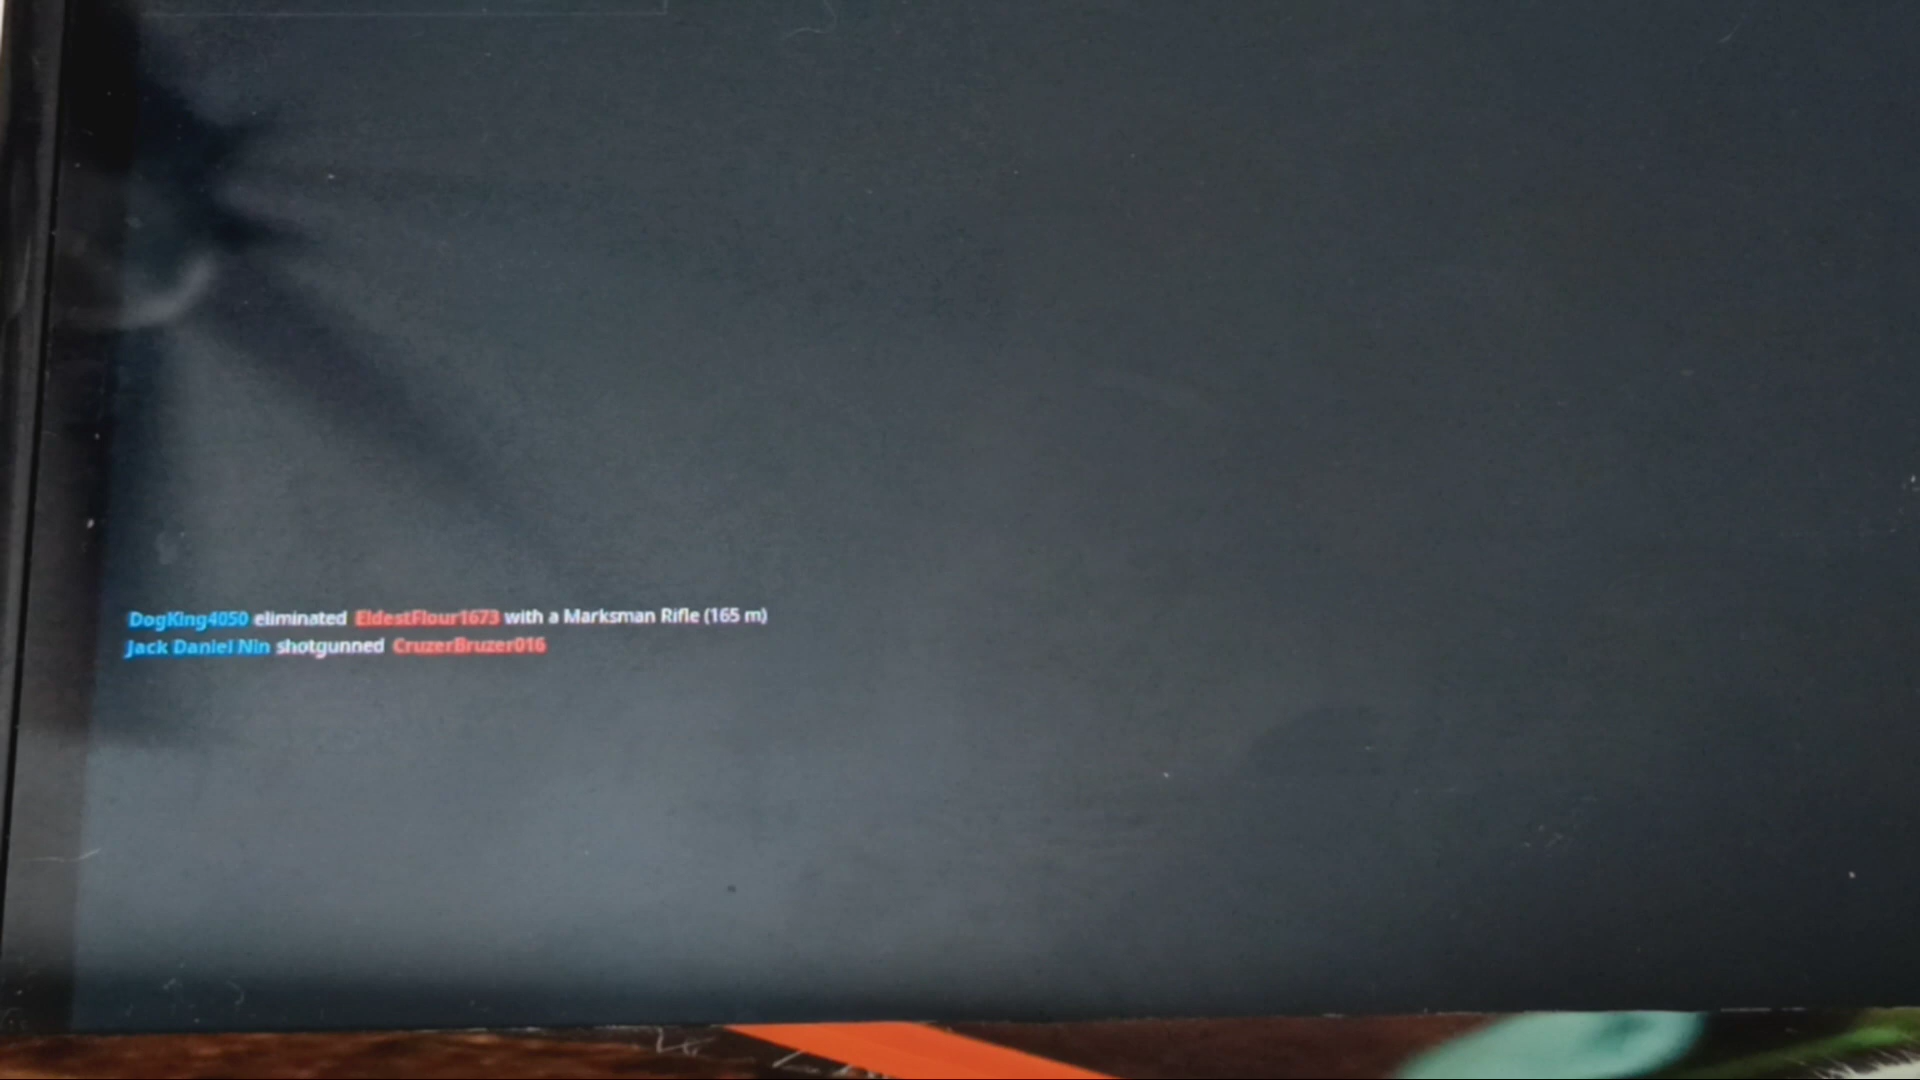 DogKing4050 eliminated EldestFlour1673 with a Marksman Rifle (165 m)
Jack Daniel Nin shotgunned CruzerBruzer016